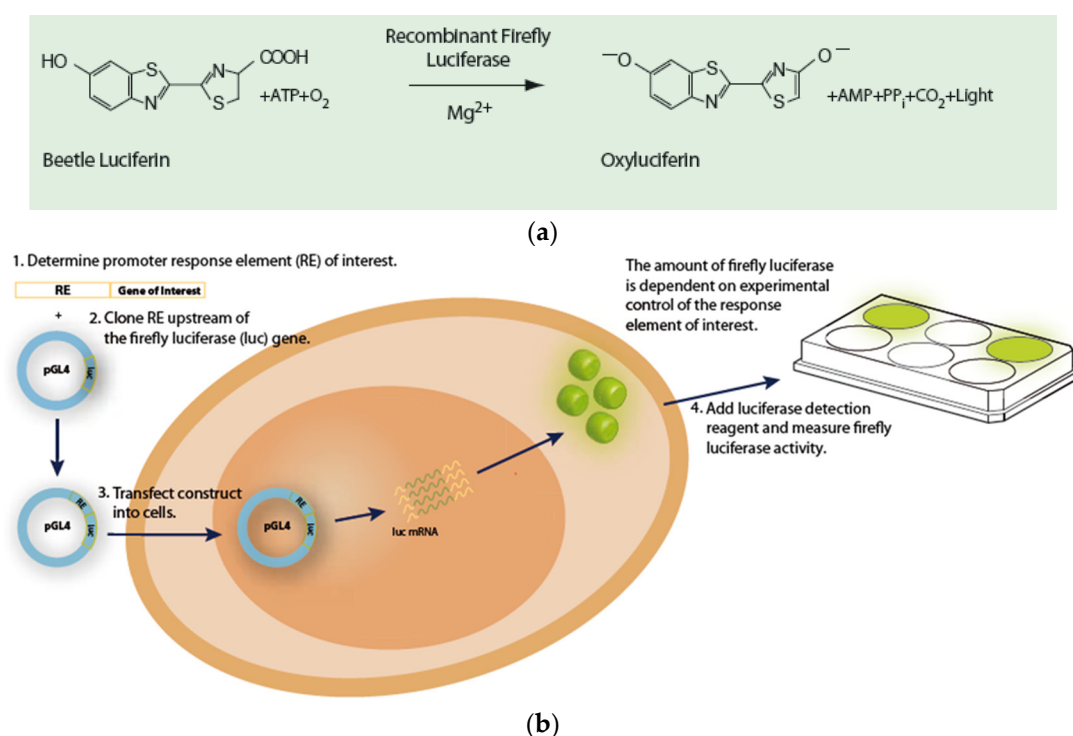 Recombinant Firefly
Luciferase
HO
S
N
N
S
COOH
+ATP+O2
Mg2+
−O
S
N
N
S
O−
+AMP+PPi+CO2+Light
Beetle Luciferin
Oxyluciferin
(a)
1. Determine promoter response element (RE) of interest.
RE
Gene of Interest
+
2. Clone RE upstream of
the firefly luciferase (luc) gene.
pGL4
luc
The amount of firefly luciferase
is dependent on experimental
control of the response
element of interest.
4. Add luciferase detection
reagent and measure firefly
luciferase activity.
3. Transfect construct
into cells.
pGL4
RE
luc
pGL4
RE
luc
luc mRNA
(b)